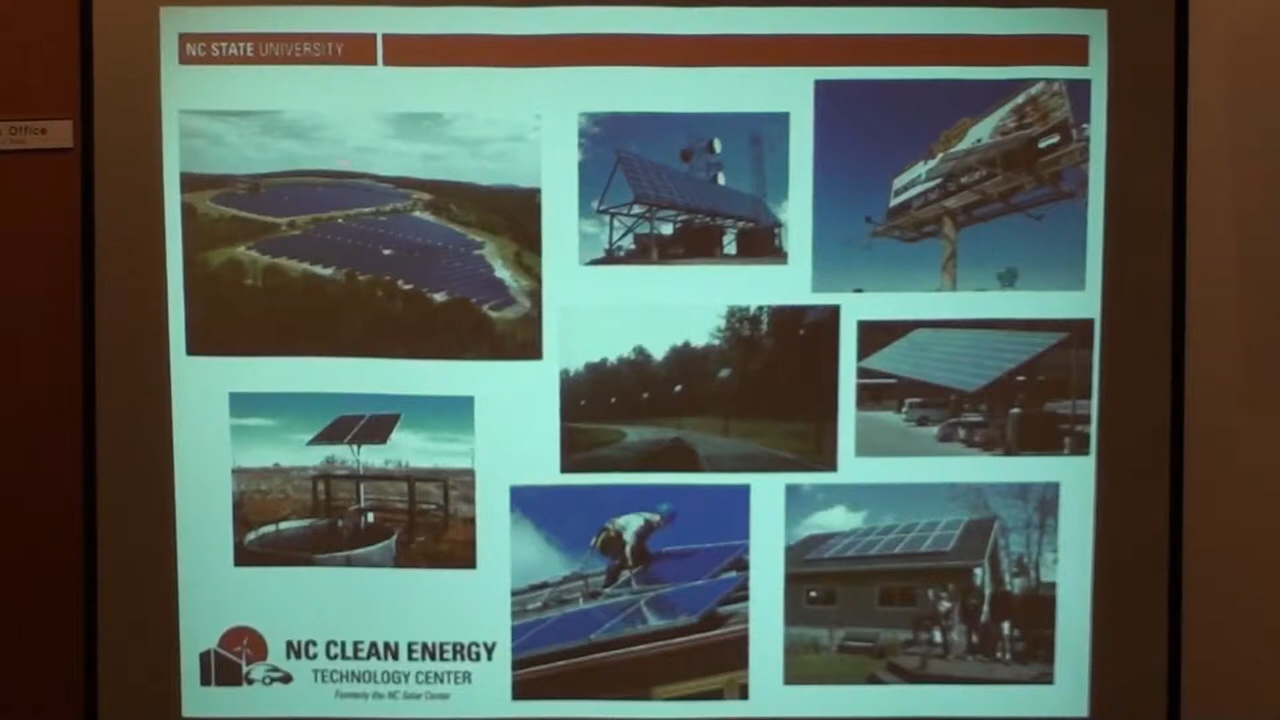 Office
NC STATE UNIVERSITY
NC CLEAN ENERGY
TECHNOLOGY CENTER
Formerly the NC Solar Center